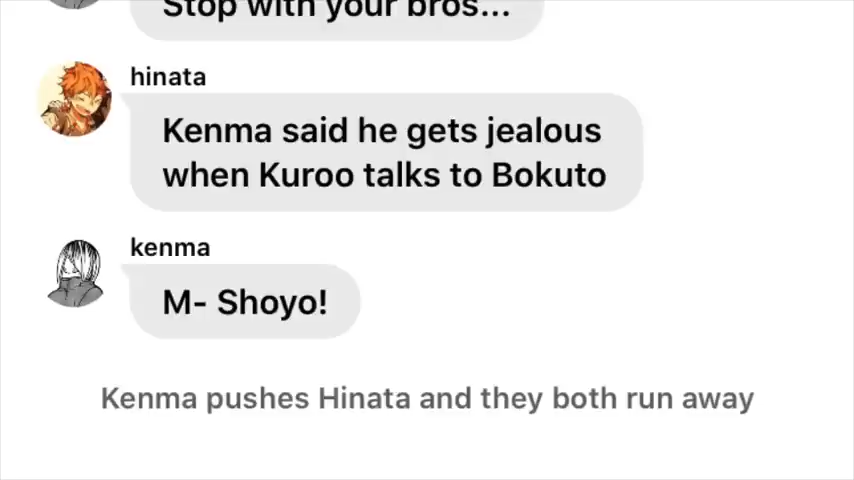 Stop with your bros...
hinata
Kenma said he gets jealous
when Kuroo talks to Bokuto
kenma
M- Shoyo!
Kenma pushes Hinata and they both run away